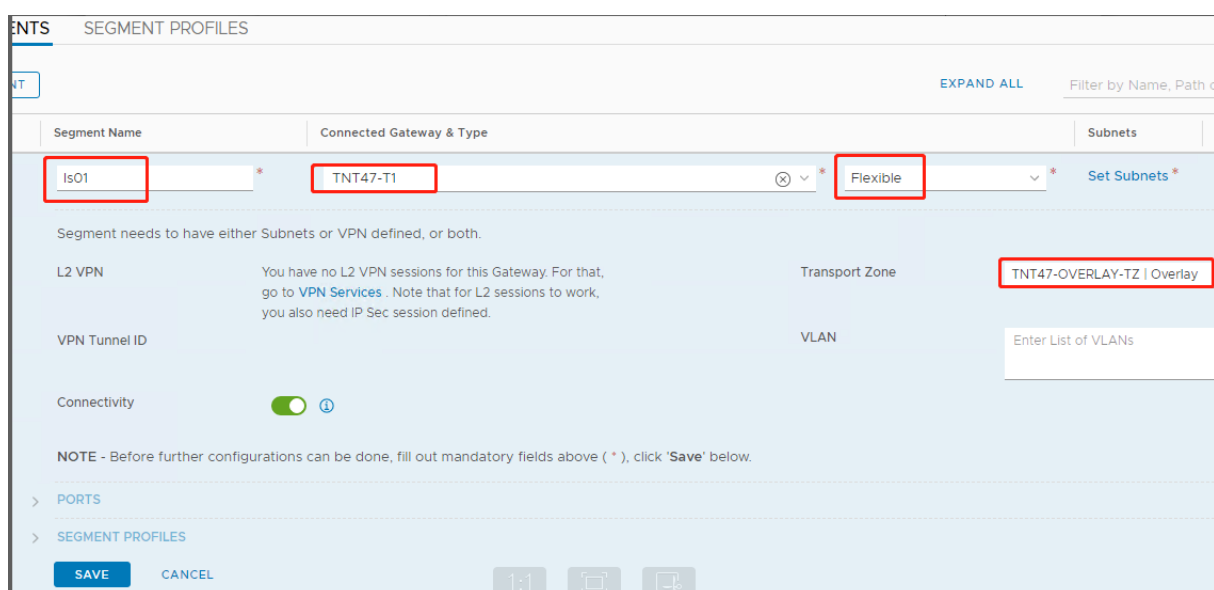 ENTS SEGMENT PROFILES
NT EXPAND ALL Filter by Name, Path
Segment Name Connected Gateway & Type Subnets
ls01 * TNT47-T1 * Flexible * Set Subnets *
Segment needs to have either Subnets or VPN defined, or both.
L2 VPN You have no L2 VPN sessions for this Gateway. For that, Transport Zone TNT47-OVERLAY-TZ | Overlay
go to VPN Services . Note that for L2 sessions to work,
you also need IP Sec session defined.
VPN Tunnel ID VLAN Enter List of VLANs
Connectivity
NOTE - Before further configurations can be done, fill out mandatory fields above ( * ), click 'Save' below.
PORTS
SEGMENT PROFILES
SAVE CANCEL 1:1